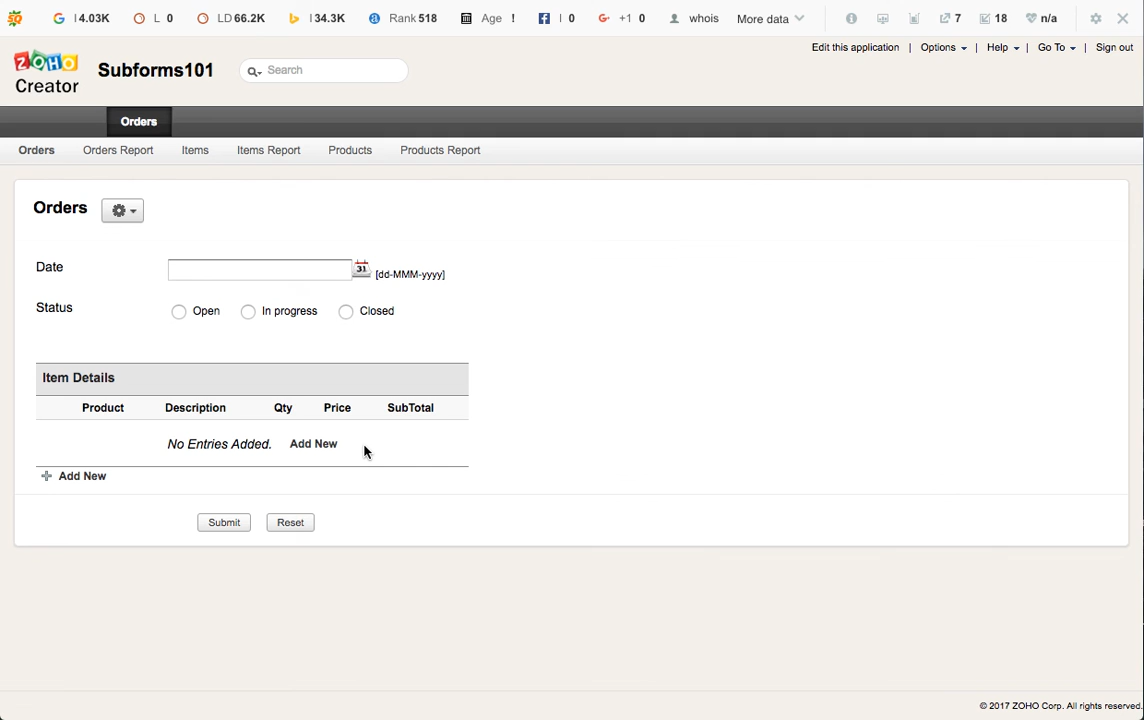 I 4.03K L 0 LD 66.2K I 34.3K Rank 518 Age ! I 0 +1 0 whois More data 7 18 n/a
Edit this application | Options | Help | Go To | Sign out
ZOHO Creator Subforms101 Search
Orders
Orders Orders Report Items Items Report Products Products Report
Orders
Date 31 [dd-MMM-yyyy]
Status Open In progress Closed
Item Details
Product Description Qty Price SubTotal
No Entries Added. Add New
Add New
Submit Reset
© 2017 ZOHO Corp. All rights reserved.